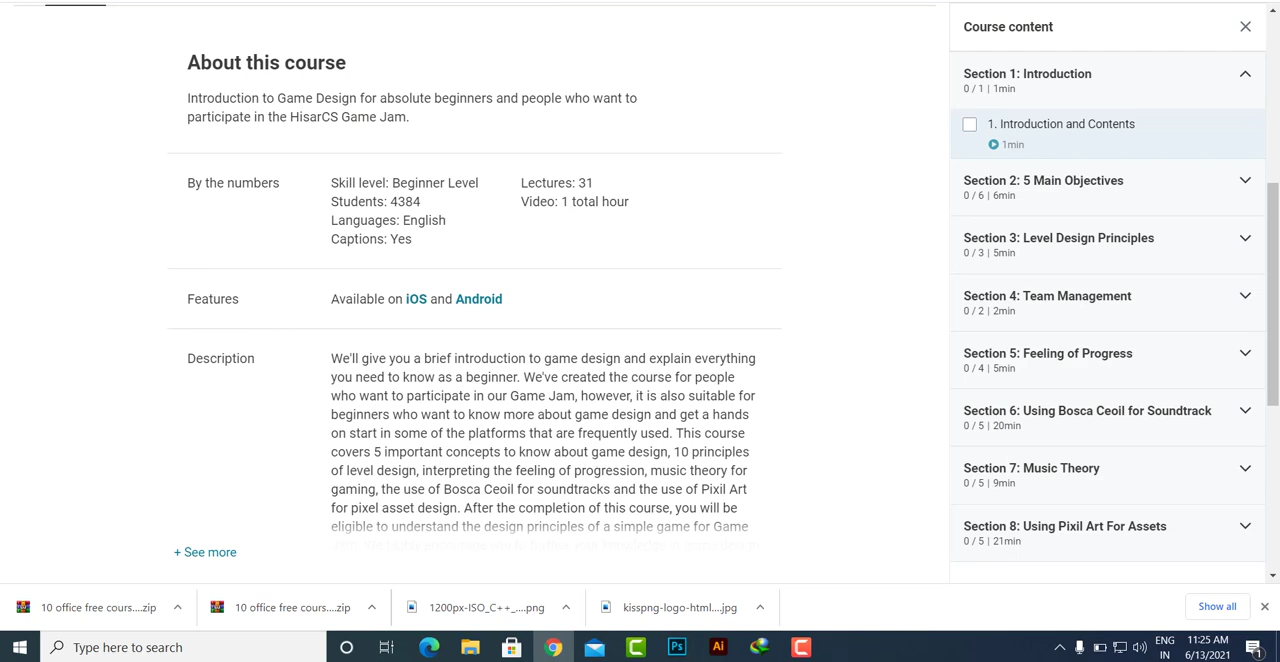 About this course
Introduction to Game Design for absolute beginners and people who want to
participate in the HisarCS Game Jam.
By the numbers
Skill level: Beginner Level
Students: 4384
Languages: English
Captions: Yes
Lectures: 31
Video: 1 total hour
Features
Available on iOS and Android
Description
We'll give you a brief introduction to game design and explain everything
you need to know as a beginner. We've created the course for people
who want to participate in our Game Jam, however, it is also suitable for
beginners who want to know more about game design and get a hands
on start in some of the platforms that are frequently used. This course
covers 5 important concepts to know about game design, 10 principles
of level design, interpreting the feeling of progression, music theory for
gaming, the use of Bosca Ceoil for soundtracks and the use of Pixil Art
for pixel asset design. After the completion of this course, you will be
eligible to understand the design principles of a simple game for Game
+ See more
Course content
Section 1: Introduction
0 / 1 | 1min
1. Introduction and Contents
1min
Section 2: 5 Main Objectives
0 / 6 | 6min
Section 3: Level Design Principles
0 / 3 | 5min
Section 4: Team Management
0 / 2 | 2min
Section 5: Feeling of Progress
0 / 4 | 5min
Section 6: Using Bosca Ceoil for Soundtrack
0 / 5 | 20min
Section 7: Music Theory
0 / 5 | 9min
Section 8: Using Pixil Art For Assets
0 / 5 | 21min
10 office free cours....zip
10 office free cours....zip
1200px-ISO_C++_....png
kisspng-logo-html....jpg
Show all
Type here to search
Ps
Ai
ENG
IN
11:25 AM
6/13/2021
1